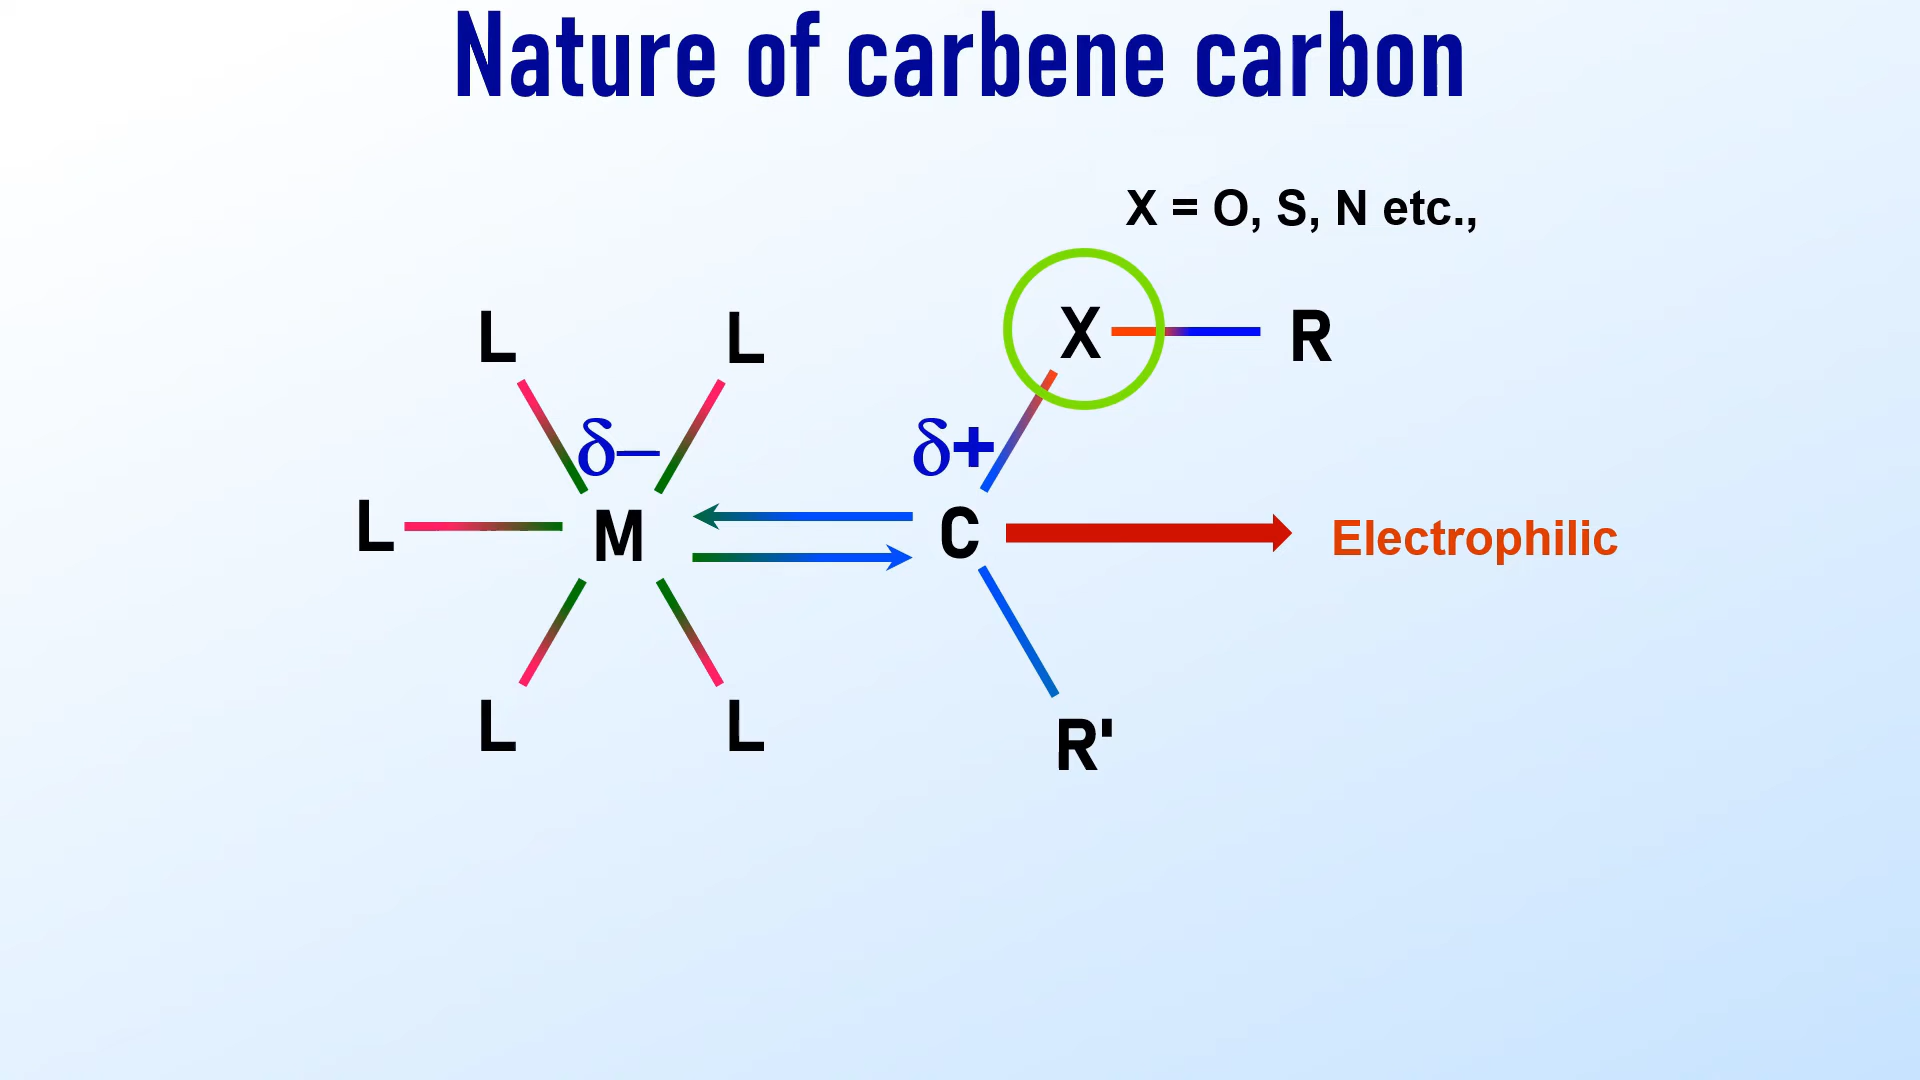 Nature of carbene carbon
X = O, S, N etc.,
L L X R
δ– δ+
L M C Electrophilic
L L R'